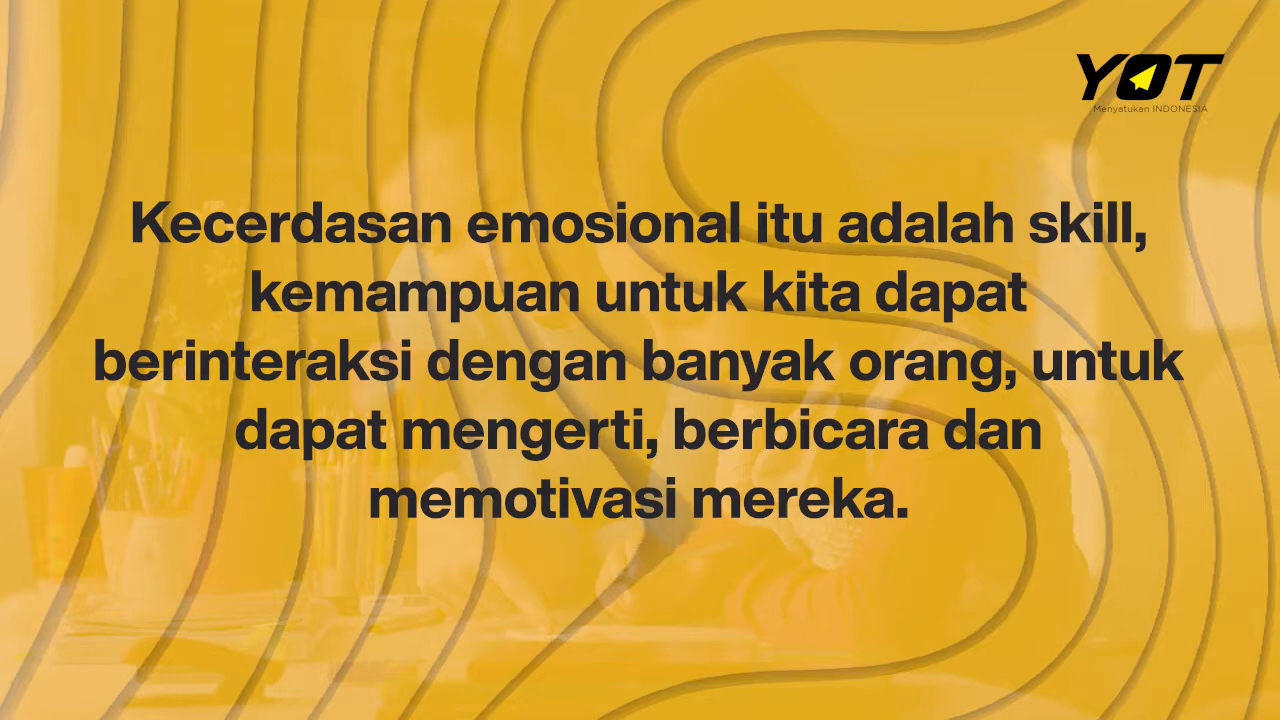 YOT
Menyatukan INDONESIA
Kecerdasan emosional itu adalah skill,
kemampuan untuk kita dapat
berinteraksi dengan banyak orang, untuk
dapat mengerti, berbicara dan
memotivasi mereka.